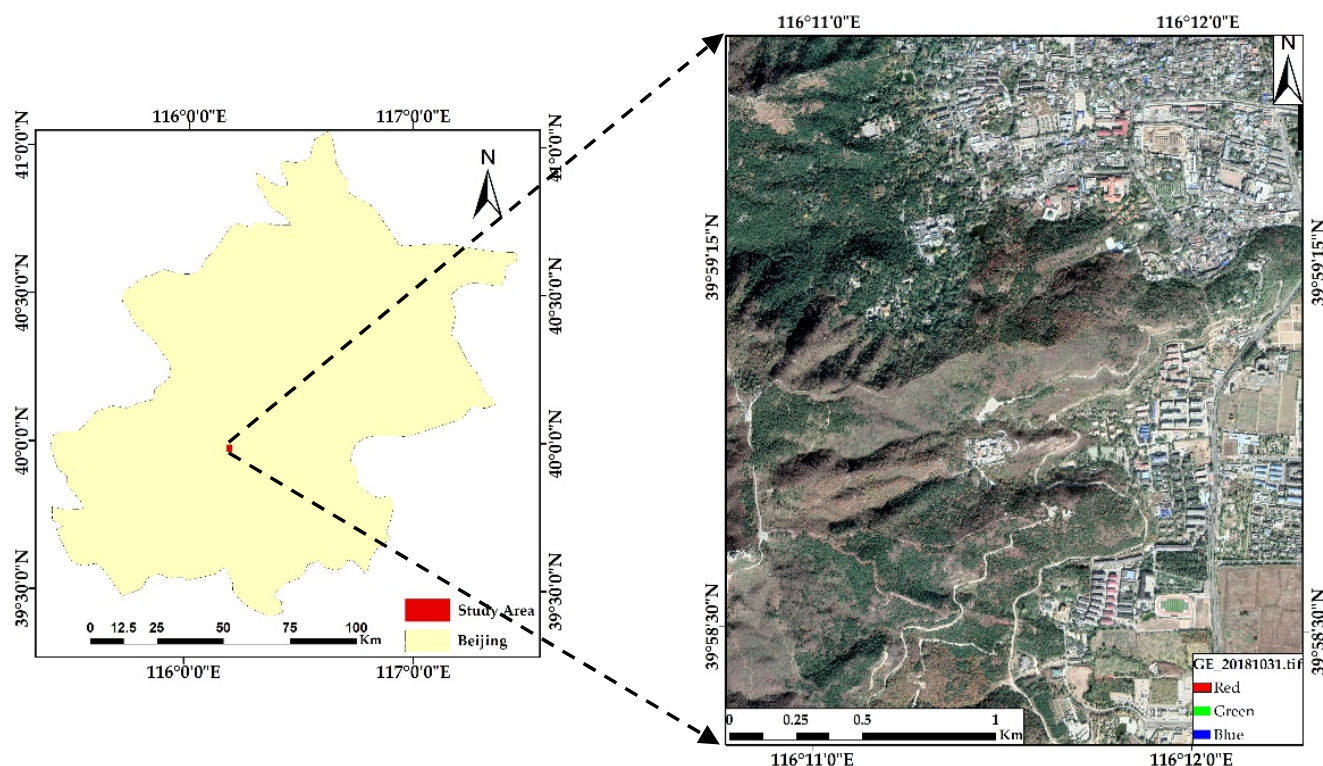 116°11'0"E
116°12'0"E
N
116°0'0"E
117°0'0"E
41°0'0"N
41°0'0"N
N
39°59'15"N
39°59'15"N
40°30'0"N
40°30'0"N
40°0'0"N
40°0'0"N
39°30'0"N
39°30'0"N
Study Area
Beijing
0 12.5 25 50 75 100
Km
116°0'0"E
117°0'0"E
39°58'30"N
39°58'30"N
GE_20181031.tif
Red
Green
Blue
0 0.25 0.5 1
Km
116°11'0"E
116°12'0"E